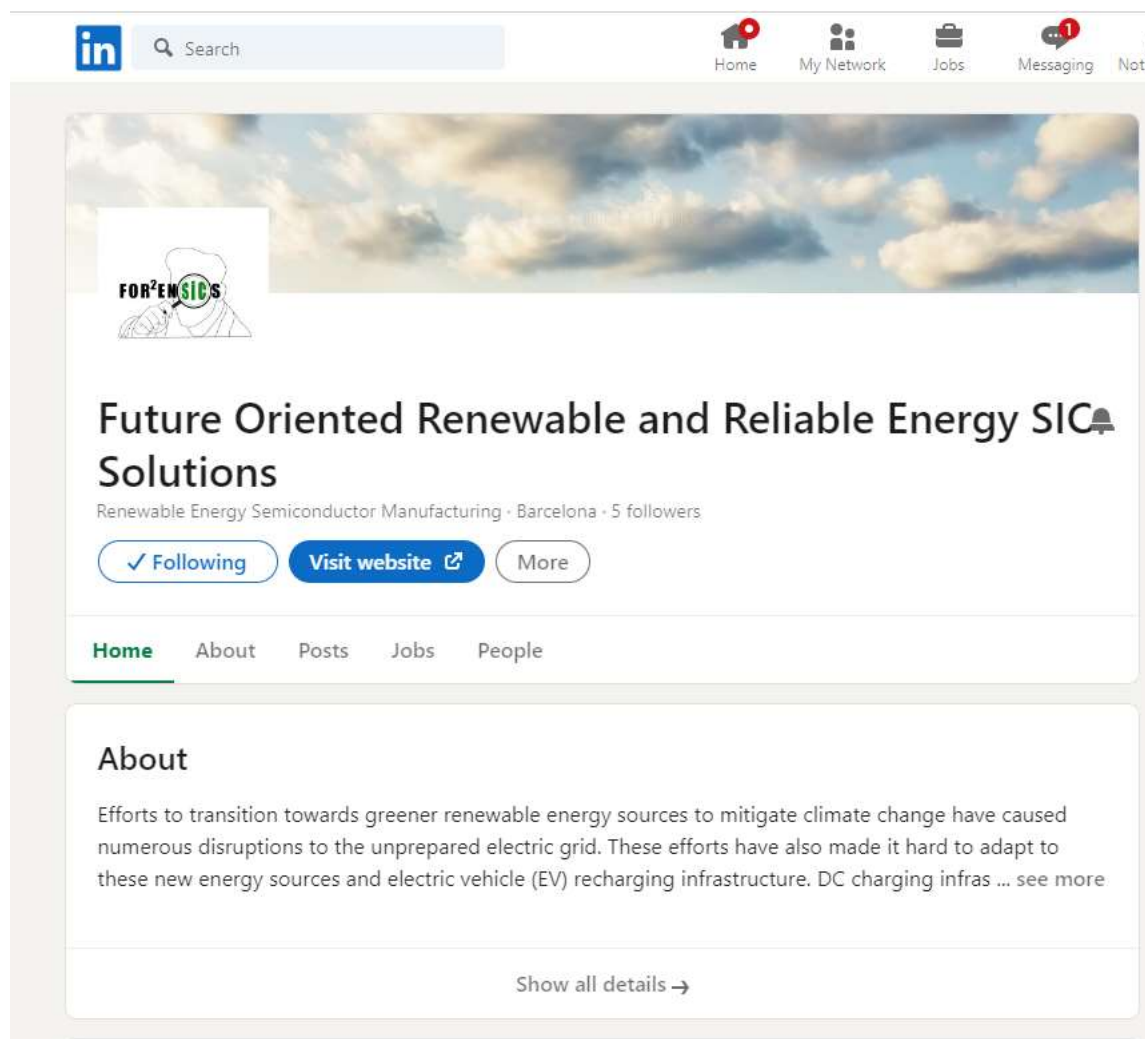 in
Search
Home
My Network
Jobs
1
Messaging
Not
FOR²ENSICS
Future Oriented Renewable and Reliable Energy SIC
Solutions
Renewable Energy Semiconductor Manufacturing · Barcelona · 5 followers
✓ Following
Visit website
More
Home About Posts Jobs People
About
Efforts to transition towards greener renewable energy sources to mitigate climate change have caused
numerous disruptions to the unprepared electric grid. These efforts have also made it hard to adapt to
these new energy sources and electric vehicle (EV) recharging infrastructure. DC charging infras ... see more
Show all details →